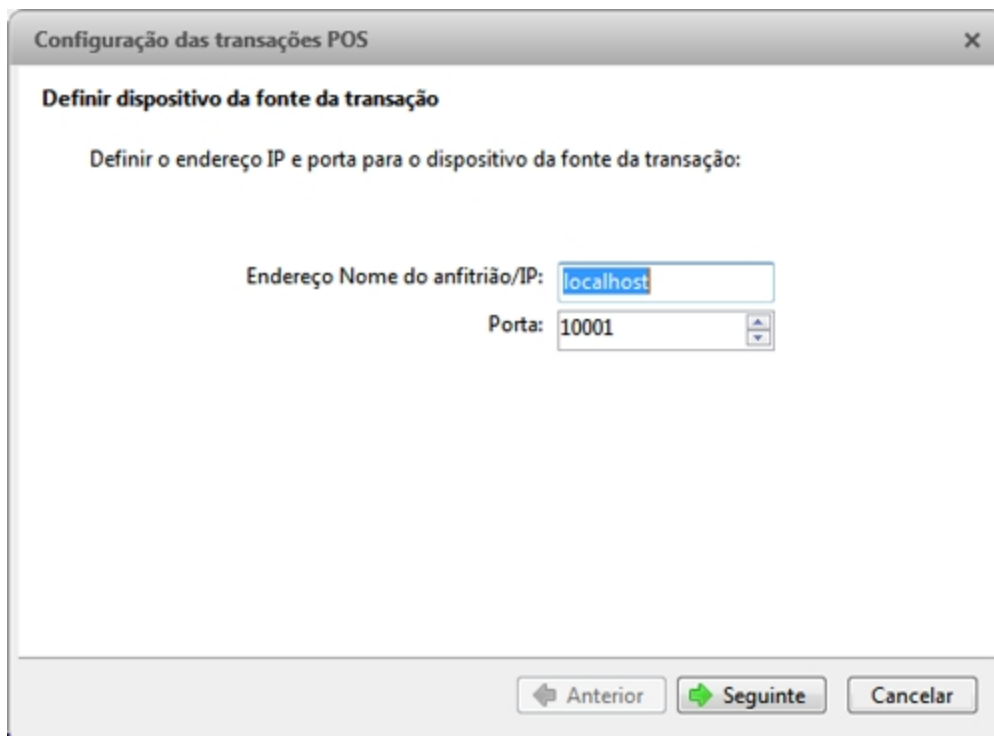 Configuração das transações POS
Definir dispositivo da fonte da transação
Definir o endereço IP e porta para o dispositivo da fonte da transação:
Endereço Nome do anfitrião/IP: localhost
Porta: 10001
Anterior Seguinte Cancelar